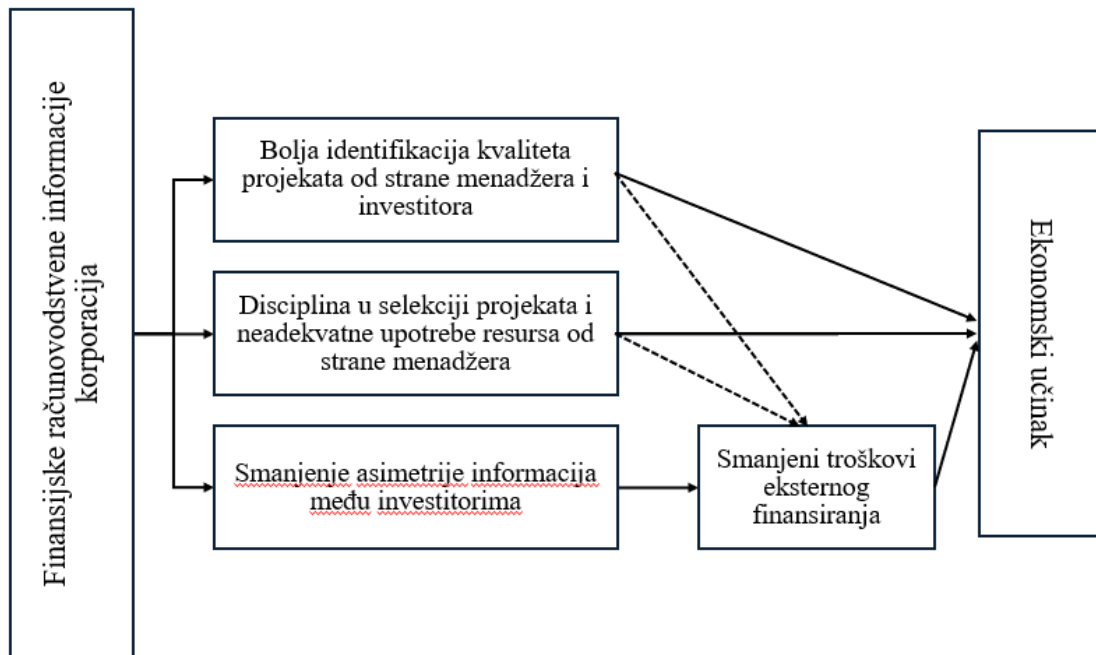 Finansijske računovodstvene informacije
korporacija
Bolja identifikacija kvaliteta
projekata od strane menadžera i
investitora
Disciplina u selekciji projekata i
neadekvatne upotrebe resursa od
strane menadžera
Smanjenje asimetrije informacija
među investitorima
Smanjeni troškovi
eksternog
finansiranja
Ekonomski učinak